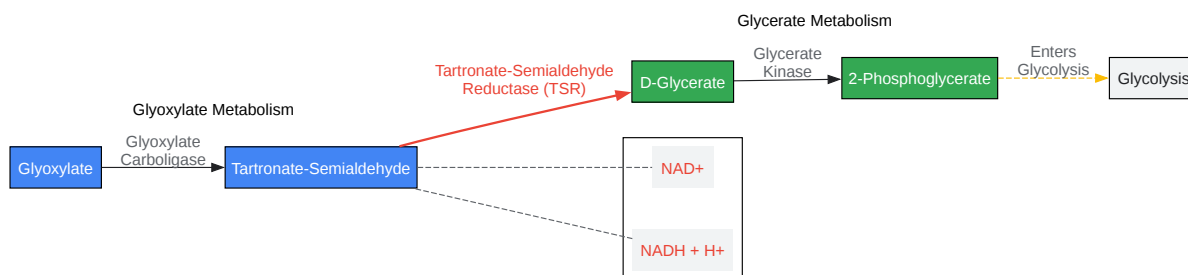 Glycerate Metabolism
Tartronate-Semialdehyde
Reductase (TSR)
D-Glycerate
Glycerate
Kinase
2-Phosphoglycerate
Enters
Glycolysis
Glycolysis
Glyoxylate Metabolism
Glyoxylate
Glyoxylate
Carboligase
Tartronate-Semialdehyde
NAD+
NADH + H+